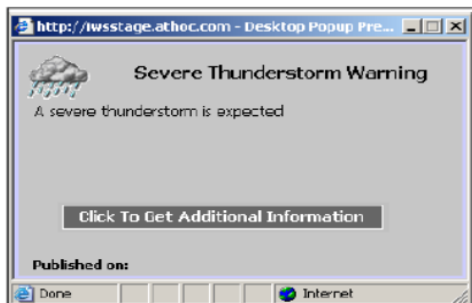 http://iwsstage.athoc.com - Desktop Popup Pre...
Severe Thunderstorm Warning
A severe thunderstorm is expected
Click To Get Additional Information
Published on:
Done
Internet